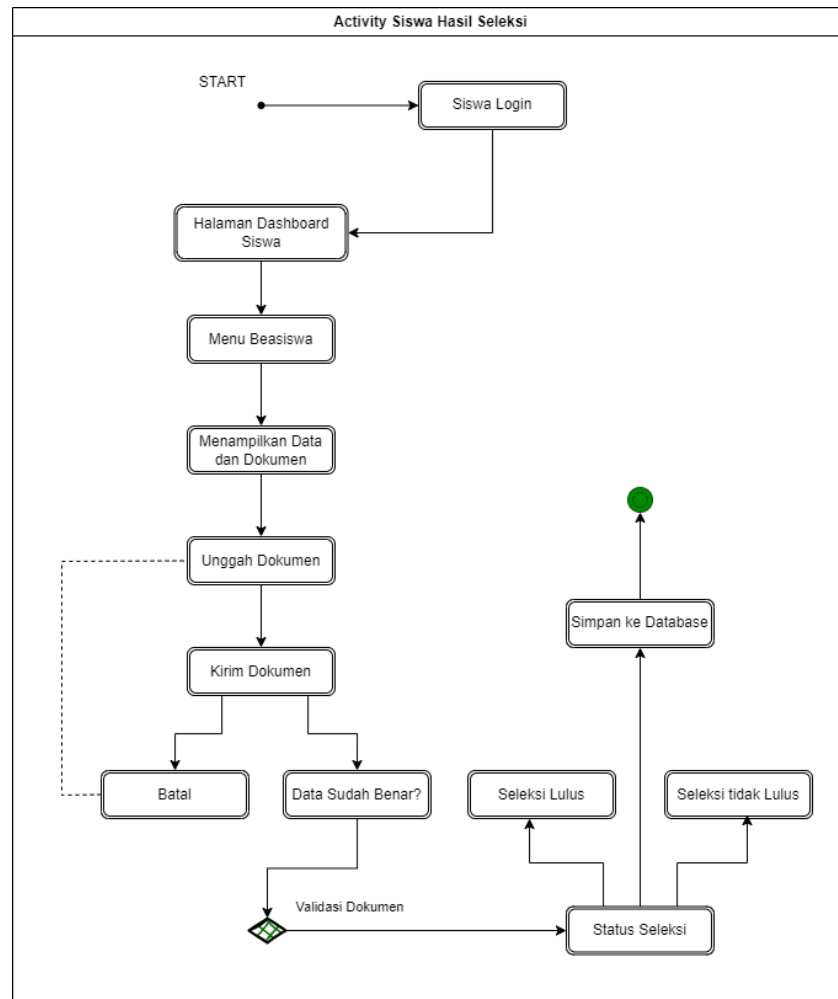 Activity Siswa Hasil Seleksi
START
Siswa Login
Halaman Dashboard
Siswa
Menu Beasiswa
Menampilkan Data
dan Dokumen
Unggah Dokumen
Simpan ke Database
Kirim Dokumen
Batal
Data Sudah Benar?
Seleksi Lulus
Seleksi tidak Lulus
Validasi Dokumen
Status Seleksi